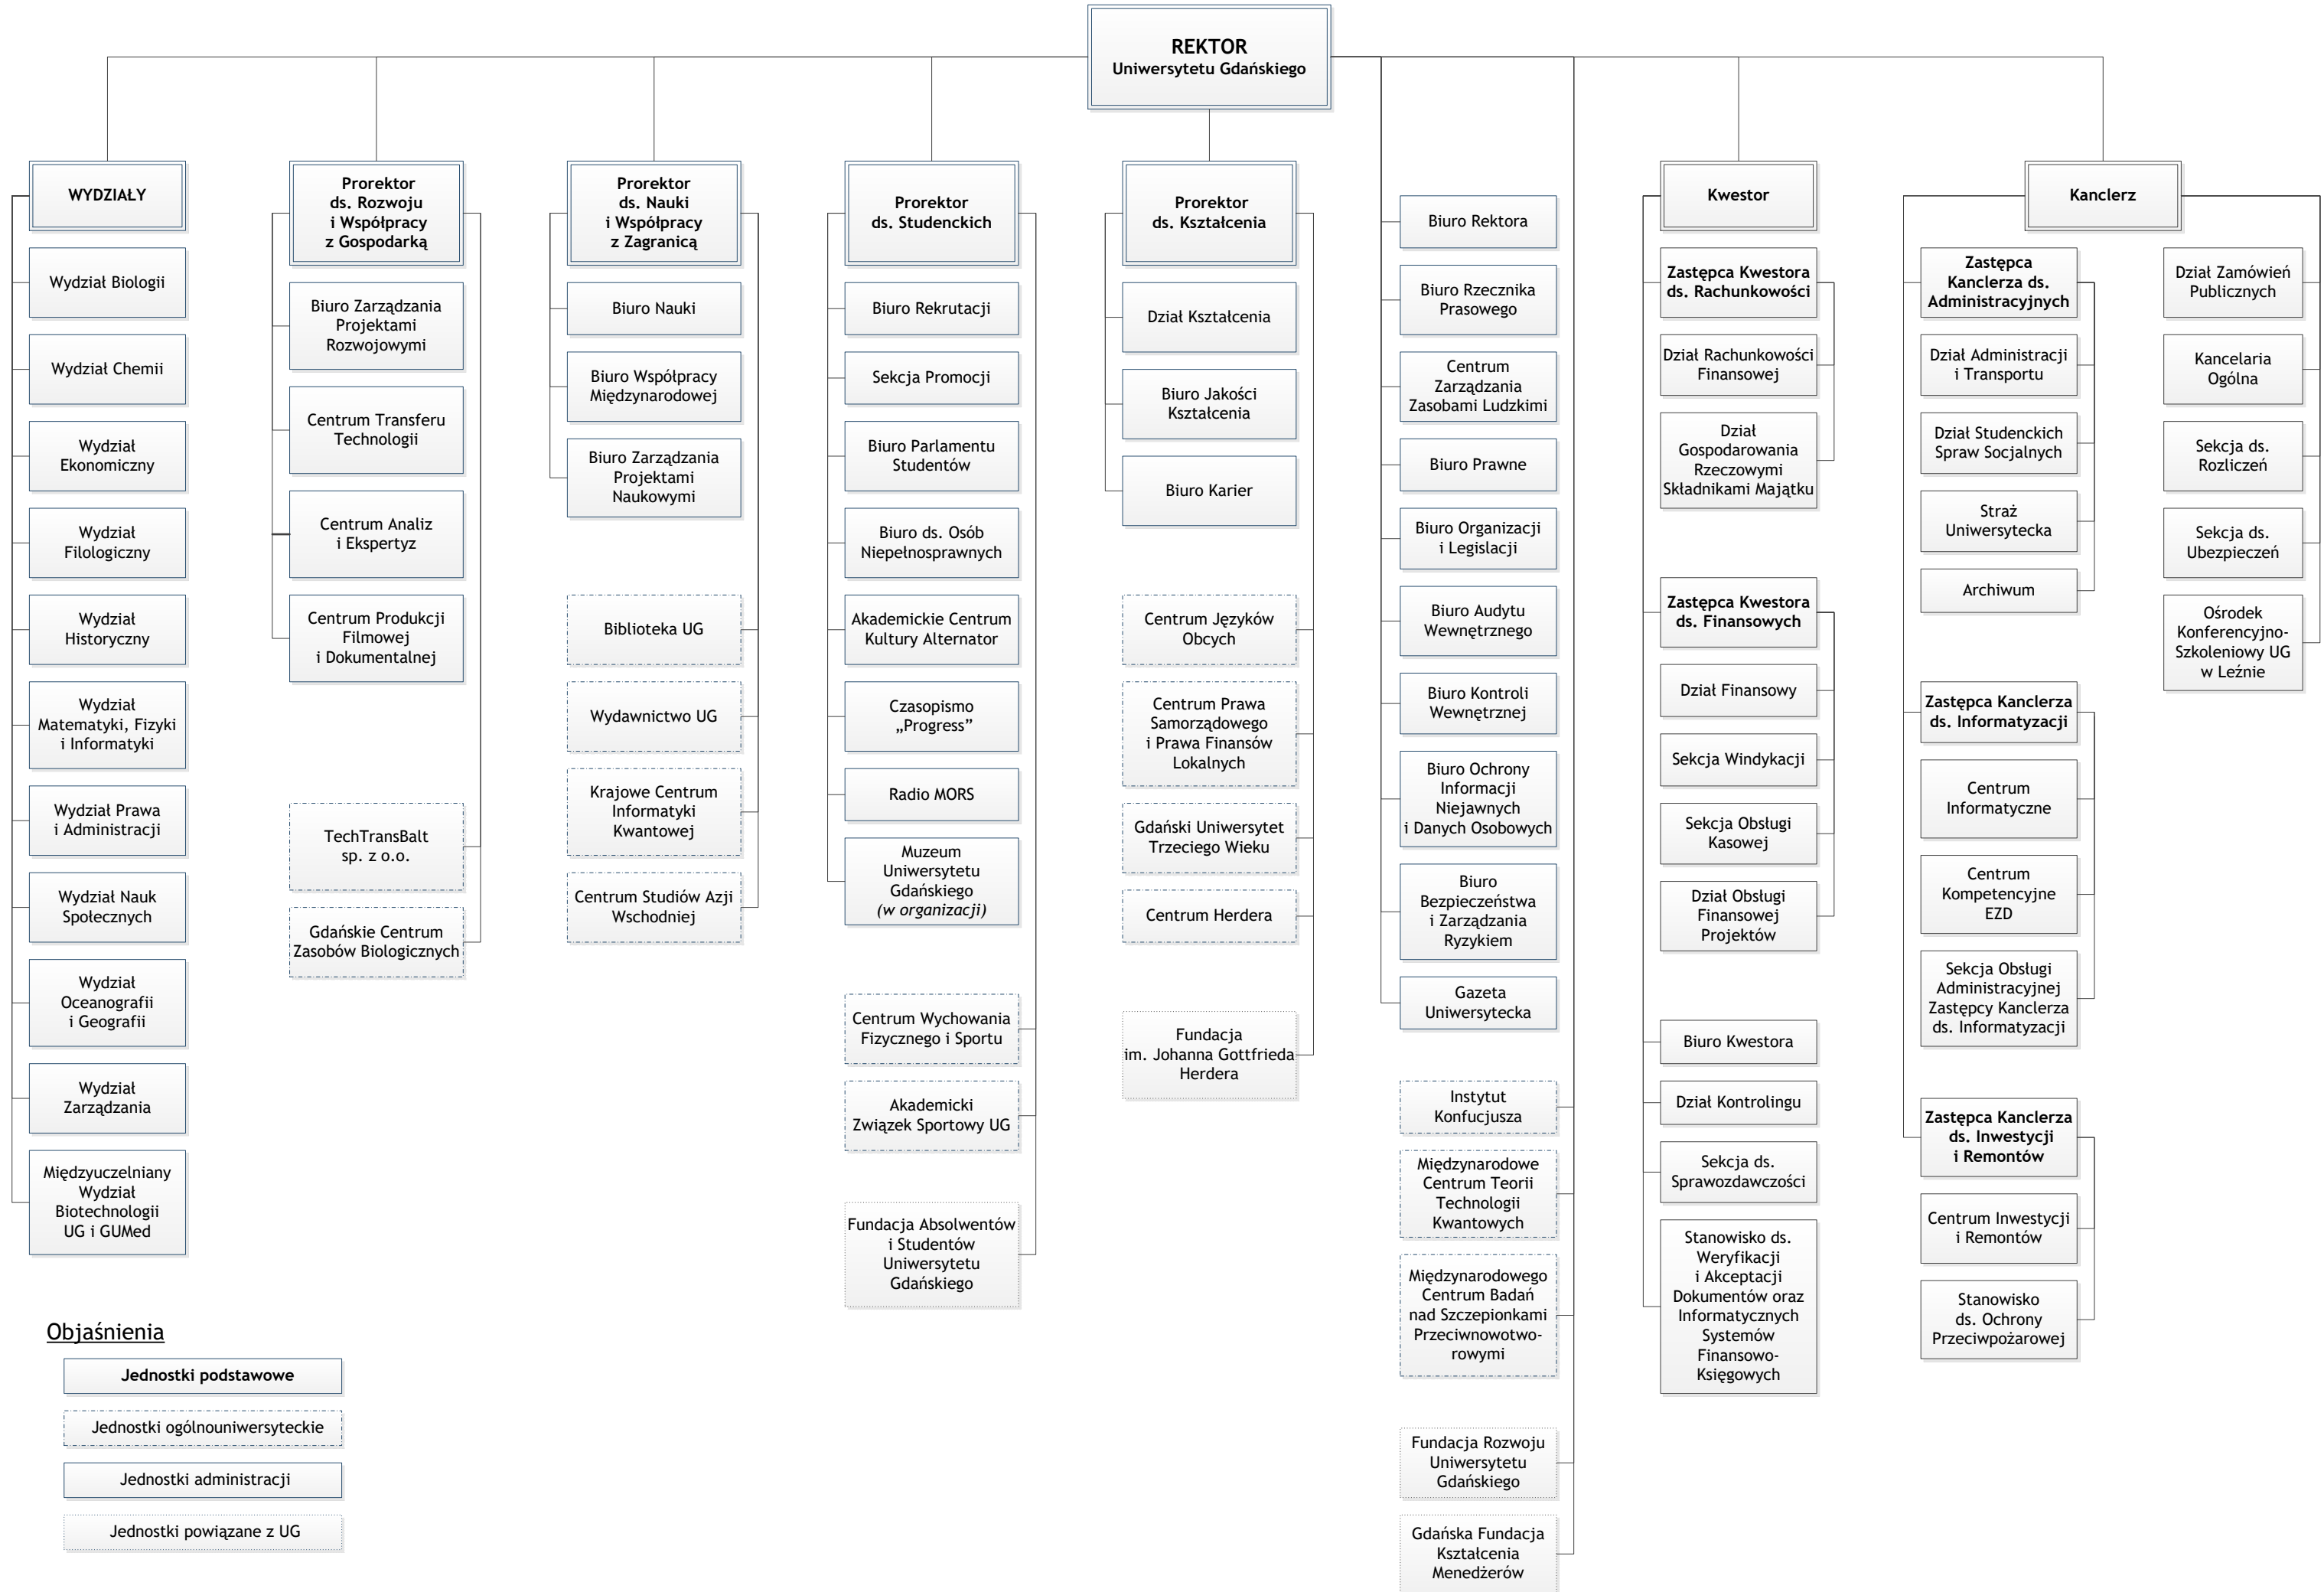 REKTOR
Uniwersytetu Gdańskiego
WYDZIAŁY
Wydział Biologii
Wydział Chemii
Wydział
Ekonomiczny
Wydział
Filologiczny
Wydział
Historyczny
Wydział
Matematyki, Fizyki
i Informatyki
Wydział Prawa
i Administracji
Wydział Nauk
Społecznych
Wydział
Oceanografii
i Geografii
Wydział
Zarządzania
Międzyuczelniany
Wydział
Biotechnologii
UG i GUMed
Prorektor
ds. Rozwoju
i Współpracy
z Gospodarką
Biuro Zarządzania
Projektami
Rozwojowymi
Centrum Transferu
Technologii
Centrum Analiz
i Ekspertyz
Centrum Produkcji
Filmowej
i Dokumentalnej
TechTransBalt
sp. z o.o.
Gdańskie Centrum
Zasobów Biologicznych
Prorektor
ds. Nauki
i Współpracy
z Zagranicą
Biuro Nauki
Biuro Współpracy
Międzynarodowej
Biuro Zarządzania
Projektami
Naukowymi
Biblioteka UG
Wydawnictwo UG
Krajowe Centrum
Informatyki
Kwantowej
Centrum Studiów Azji
Wschodniej
Prorektor
ds. Studenckich
Biuro Rekrutacji
Sekcja Promocji
Biuro Parlamentu
Studentów
Biuro ds. Osób
Niepełnosprawnych
Akademickie Centrum
Kultury Alternator
Czasopismo
„Progress”
Radio MORS
Muzeum
Uniwersytetu
Gdańskiego
(w organizacji)
Centrum Wychowania
Fizycznego i Sportu
Akademicki
Związek Sportowy UG
Fundacja Absolwentów
i Studentów
Uniwersytetu
Gdańskiego
Prorektor
ds. Kształcenia
Dział Kształcenia
Biuro Jakości
Kształcenia
Biuro Karier
Centrum Języków
Obcych
Centrum Prawa
Samorządowego
i Prawa Finansów
Lokalnych
Gdański Uniwersytet
Trzeciego Wieku
Centrum Herdera
Fundacja
im. Johanna Gottfrieda
Herdera
Biuro Rektora
Biuro Rzecznika
Prasowego
Centrum
Zarządzania
Zasobami Ludzkimi
Biuro Prawne
Biuro Organizacji
i Legislacji
Biuro Audytu
Wewnętrznego
Biuro Kontroli
Wewnętrznej
Biuro Ochrony
Informacji
Niejawnych
i Danych Osobowych
Biuro
Bezpieczeństwa
i Zarządzania
Ryzykiem
Gazeta
Uniwersytecka
Instytut
Konfucjusza
Międzynarodowe
Centrum Teorii
Technologii
Kwantowych
Międzynarodowego
Centrum Badań
nad Szczepionkami
Przeciwnowotwo-
rowymi
Fundacja Rozwoju
Uniwersytetu
Gdańskiego
Gdańska Fundacja
Kształcenia
Menedżerów
Kwestor
Zastępca Kwestora
ds. Rachunkowości
Dział Rachunkowości
Finansowej
Dział
Gospodarowania
Rzeczowymi
Składnikami Majątku
Zastępca Kwestora
ds. Finansowych
Dział Finansowy
Sekcja Windykacji
Sekcja Obsługi
Kasowej
Dział Obsługi
Finansowej
Projektów
Biuro Kwestora
Dział Kontrolingu
Sekcja ds.
Sprawozdawczości
Stanowisko ds.
Weryfikacji
i Akceptacji
Dokumentów oraz
Informatycznych
Systemów
Finansowo-
Księgowych
Kanclerz
Zastępca
Kanclerza ds.
Administracyjnych
Dział Administracji
i Transportu
Dział Studenckich
Spraw Socjalnych
Straż
Uniwersytecka
Archiwum
Zastępca Kanclerza
ds. Informatyzacji
Centrum
Informatyczne
Centrum
Kompetencyjne
EZD
Sekcja Obsługi
Administracyjnej
Zastępcy Kanclerza
ds. Informatyzacji
Zastępca Kanclerza
ds. Inwestycji
i Remontów
Centrum Inwestycji
i Remontów
Stanowisko
ds. Ochrony
Przeciwpożarowej
Dział Zamówień
Publicznych
Kancelaria
Ogólna
Sekcja ds.
Rozliczeń
Sekcja ds.
Ubezpieczeń
Ośrodek
Konferencyjno-
Szkoleniowy UG
w Leźnie
Objaśnienia
Jednostki podstawowe
Jednostki ogólnouniwersyteckie
Jednostki administracji
Jednostki powiązane z UG